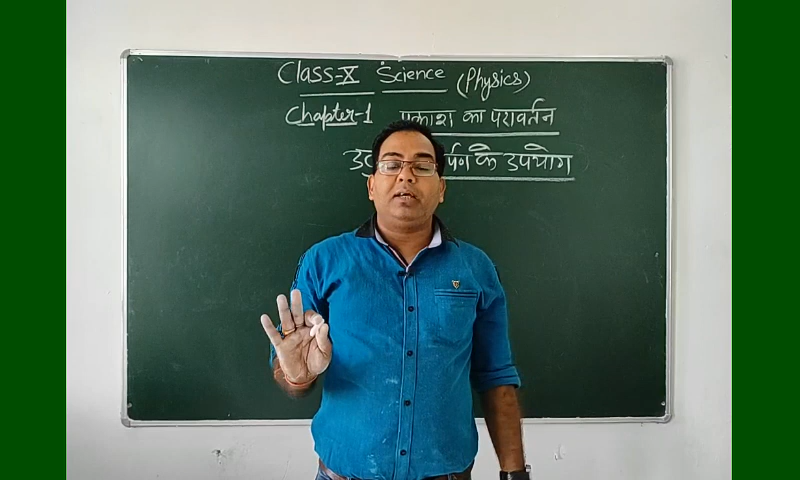 Class-X Science (Physics)
Chapter-1 प्रकाश का परावर्तन
के उपयोग